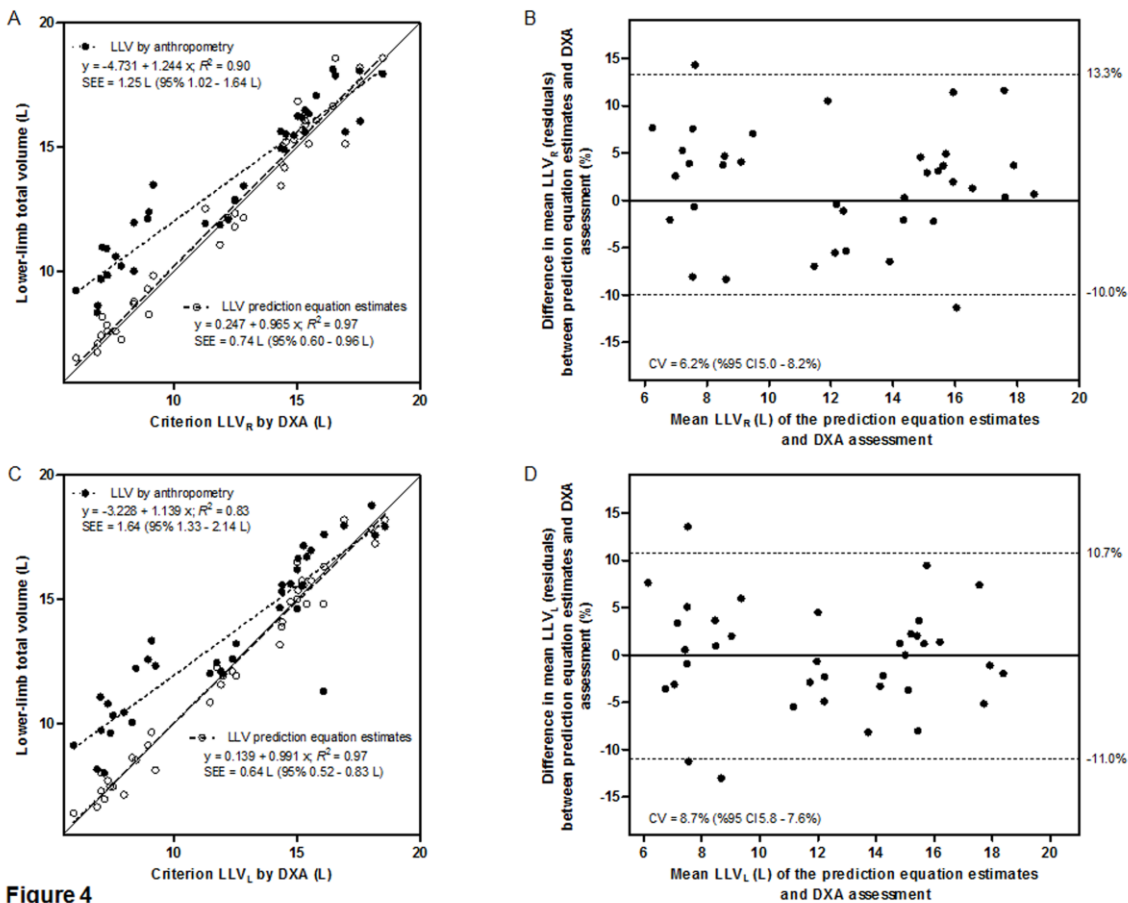 A
LLV by anthropometry
y = -4.731 + 1.244 x; R² = 0.90
SEE = 1.25 L (95% 1.02 - 1.64 L)
LLV prediction equation estimates
y = 0.247 + 0.965 x; R² = 0.97
SEE = 0.74 L (95% 0.60 - 0.96 L)
Lower-limb total volume (L)
20
15
10
10
15
20
Criterion LLVR by DXA (L)
B
Difference in mean LLVR (residuals)
between prediction equation estimates and DXA
assessment (%)
15
10
5
0
-5
-10
-15
13.3%
-10.0%
CV = 6.2% (%95 CI 5.0 - 8.2%)
6 8 10 12 14 16 18 20
Mean LLVR (L) of the prediction equation estimates
and DXA assessment
C
LLV by anthropometry
y = -3.228 + 1.139 x; R² = 0.83
SEE = 1.64 (95% 1.33 - 2.14 L)
LLV prediction equation estimates
y = 0.139 + 0.991 x; R² = 0.97
SEE = 0.64 L (95% 0.52 - 0.83 L)
Lower-limb total volume (L)
20
15
10
10
15
20
Criterion LLVL by DXA (L)
D
Difference in mean LLVL (residuals)
between prediction equation estimates and DXA
assessment (%)
15
10
5
0
-5
-10
-15
10.7%
-11.0%
CV = 8.7% (%95 CI 5.8 - 7.6%)
6 8 10 12 14 16 18 20
Mean LLVL (L) of the prediction equation estimates
and DXA assessment
Figure 4